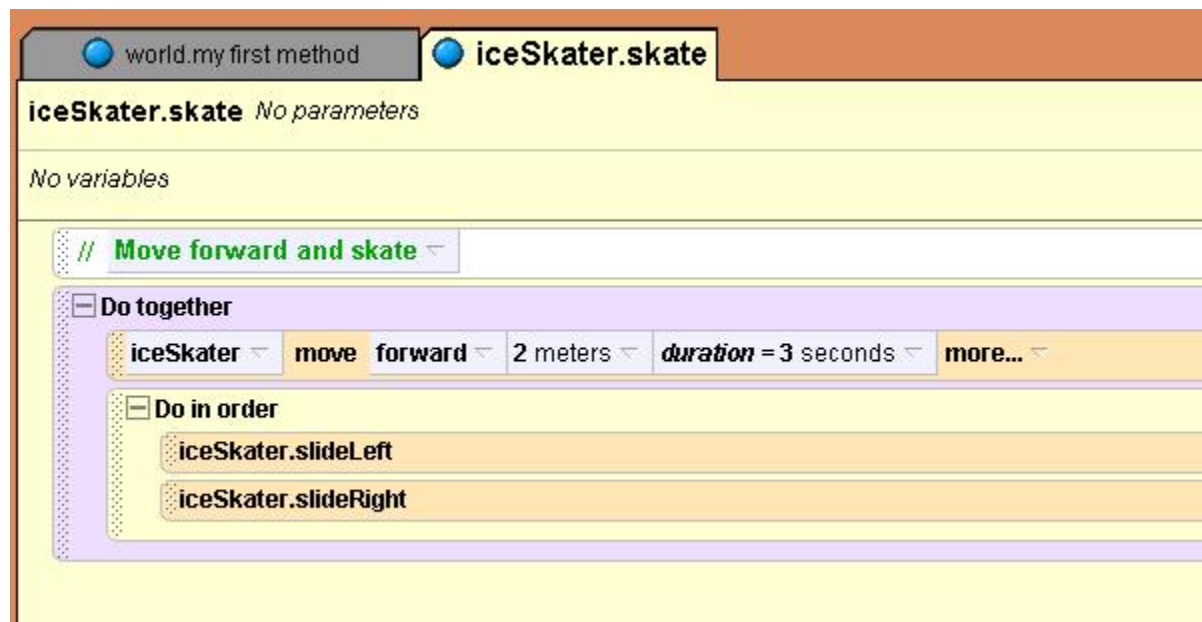 world.my first method iceSkater.skate
iceSkater.skate No parameters
No variables
// Move forward and skate
Do together
iceSkater move forward 2 meters duration = 3 seconds more...
Do in order
iceSkater.slideLeft
iceSkater.slideRight